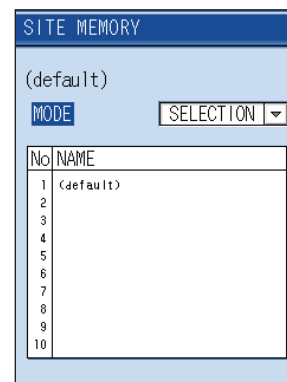 SITE MEMORY
(default)
MODE SELECTION
No NAME
1 (default)
2
3
4
5
6
7
8
9
10